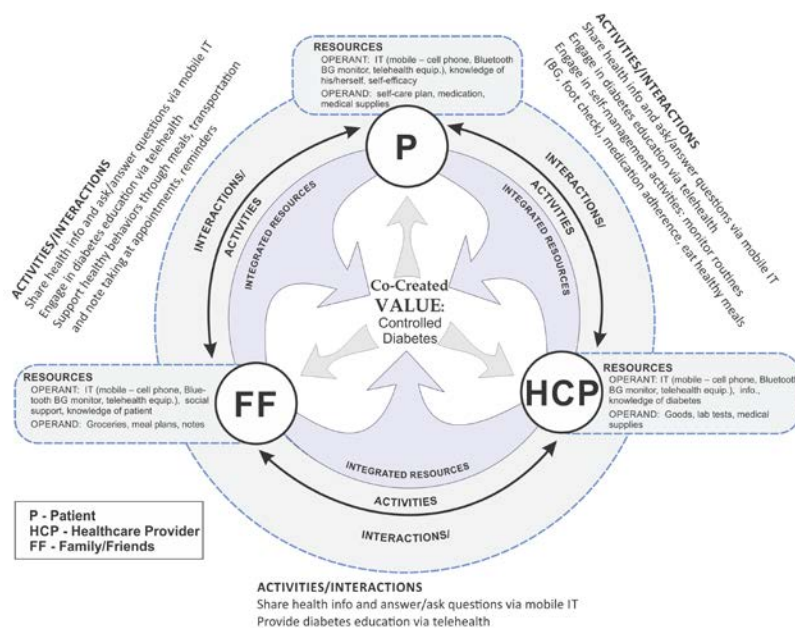 RESOURCES
OPERANT: IT (mobile – cell phone, Bluetooth
BG monitor, telehealth equip.), knowledge of
his/herself, self-efficacy
OPERAND: self-care plan, medication,
medical supplies
P
ACTIVITIES/INTERACTIONS
Share health info and ask/answer questions via mobile IT
Engage in diabetes education via telehealth
Support healthy behaviors through meals, transportation
and note taking at appointments, reminders
ACTIVITIES/INTERACTIONS
Share health info and ask/answer questions via mobile IT
Engage in diabetes education via telehealth
Engage in self-management activities: monitor routines
(BG, foot check), medication adherence, eat healthy meals
INTERACTIONS/
ACTIVITIES
INTEGRATED RESOURCES
INTERACTIONS/
ACTIVITIES
INTEGRATED RESOURCES
Co-Created
VALUE:
Controlled
Diabetes
RESOURCES
OPERANT: IT (mobile – cell phone, Blue-
tooth BG monitor, telehealth equip.), social
support, knowledge of patient
OPERAND: Groceries, meal plans, notes
FF
HCP
RESOURCES
OPERANT: IT (mobile – cell phone, Bluetooth
BG monitor, telehealth equip.), info.,
knowledge of diabetes
OPERAND: Goods, lab tests, medical
supplies
INTEGRATED RESOURCES
ACTIVITIES
INTERACTIONS/
P - Patient
HCP - Healthcare Provider
FF - Family/Friends
ACTIVITIES/INTERACTIONS
Share health info and answer/ask questions via mobile IT
Provide diabetes education via telehealth